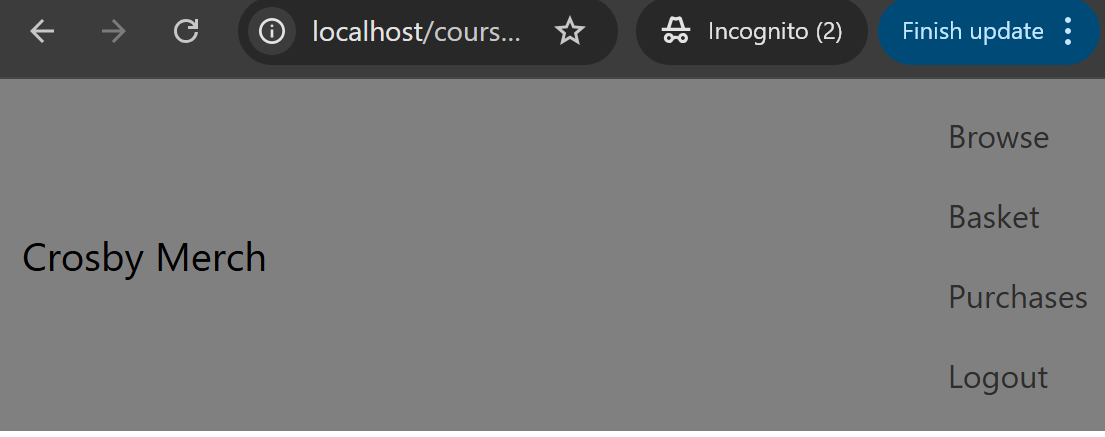 localhost/cours... Incognito (2) Finish update
Browse
Basket
Crosby Merch
Purchases
Logout